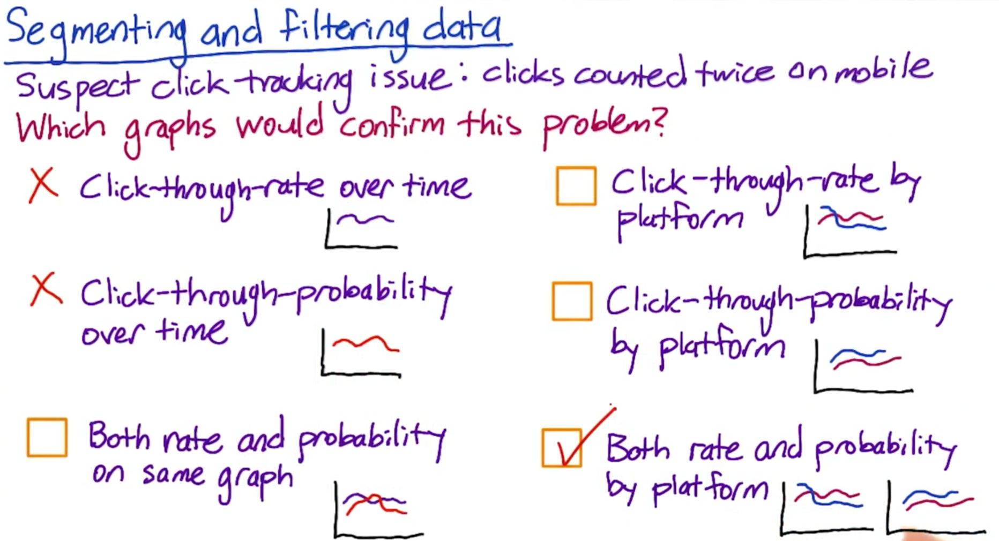 Segmenting and filtering data
Suspect click tracking issue: clicks counted twice on mobile
Which graphs would confirm this problem?
X Click-through-rate over time
X Click-through-probability
over time
Both rate and probability
on same graph
Click-through-rate by
platform
Click-through-probability
by platform
Both rate and probability
by platform